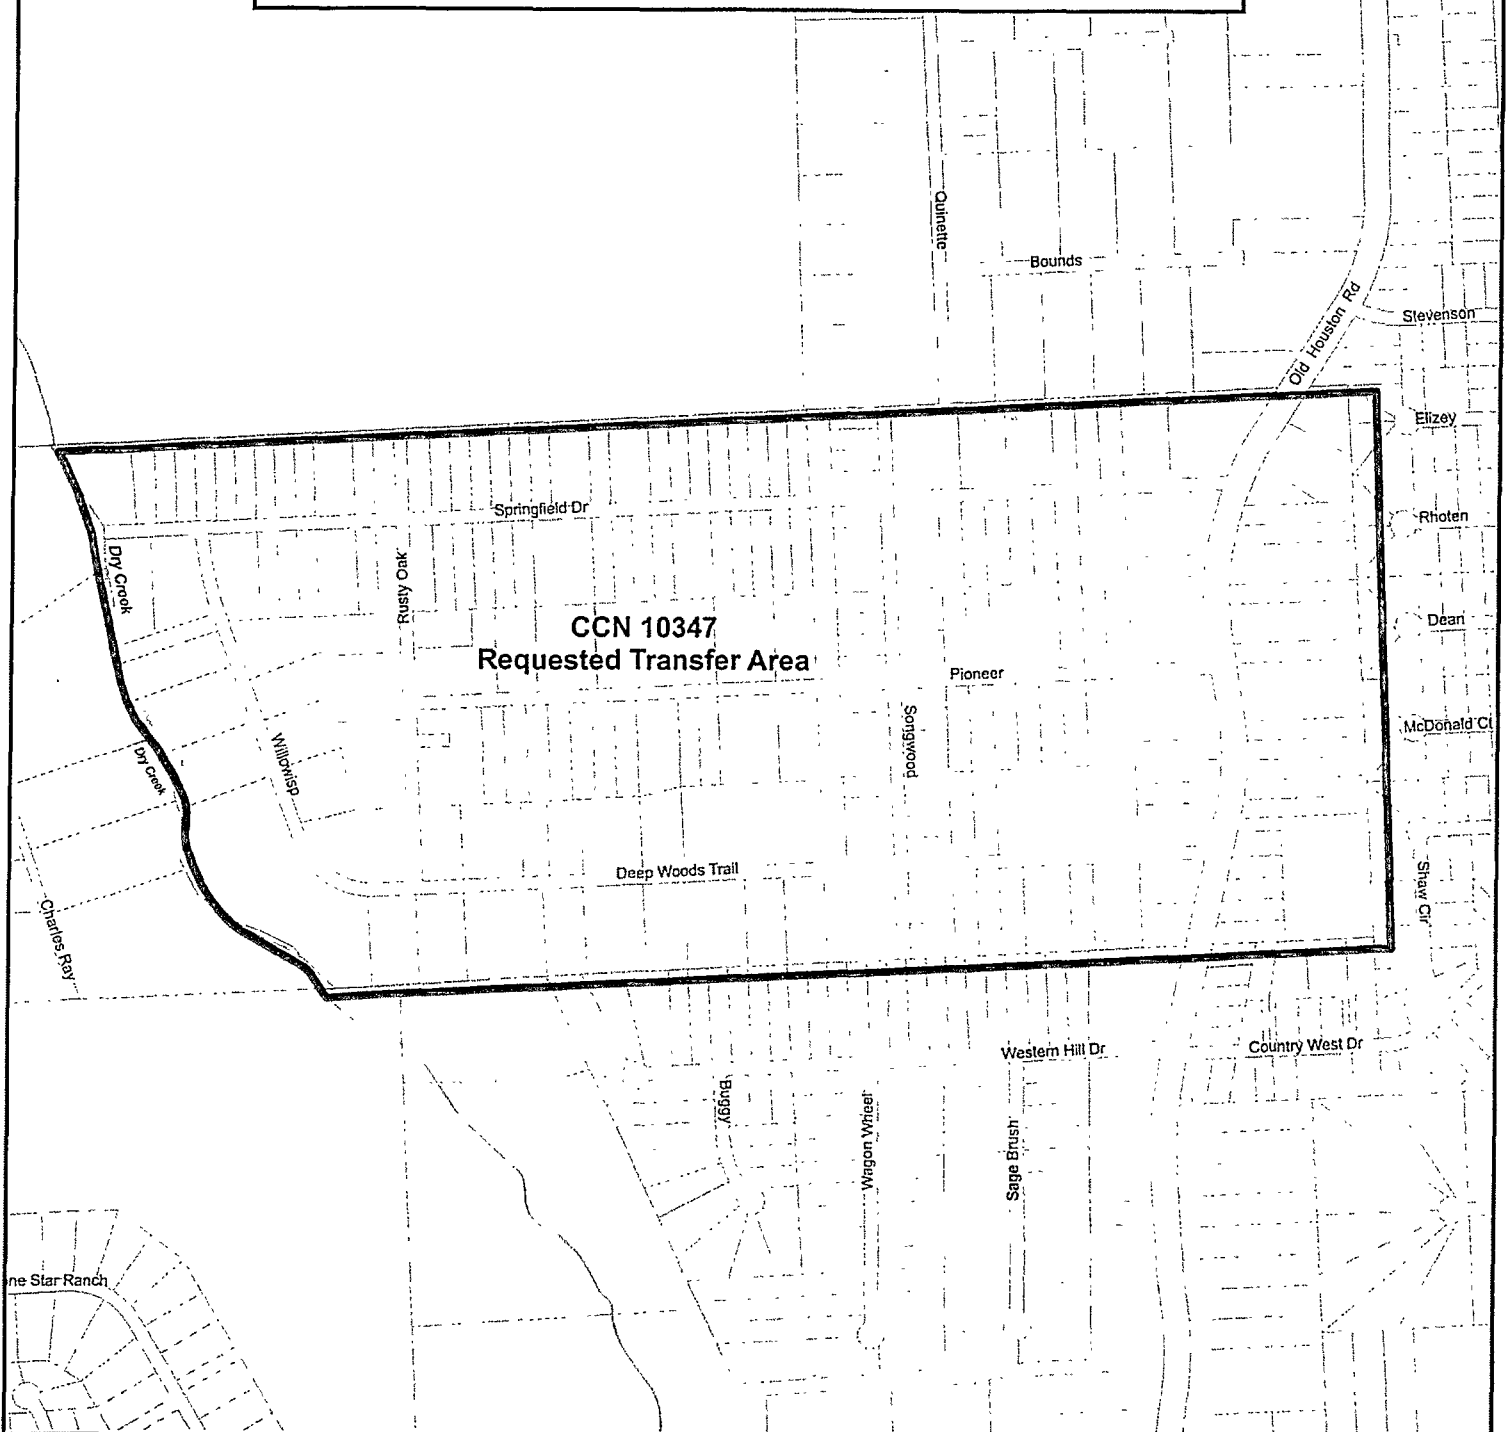 Quinette
Bounds
Old Houston Rd
Stevenson
Elizey
Springfield Dr
Rhoten
Dry Crook
Rusty Oak
CCN 10347
Requested Transfer Area
Dean
Pioneer
Songwood
McDonald Ct
Willowisp
Dry Creek
Deep Woods Trail
Shaw Cir
Charles Ray
Western Hill Dr
Country West Dr
Buggy
Wagon Wheel
Sage Brush
ne Star Ranch